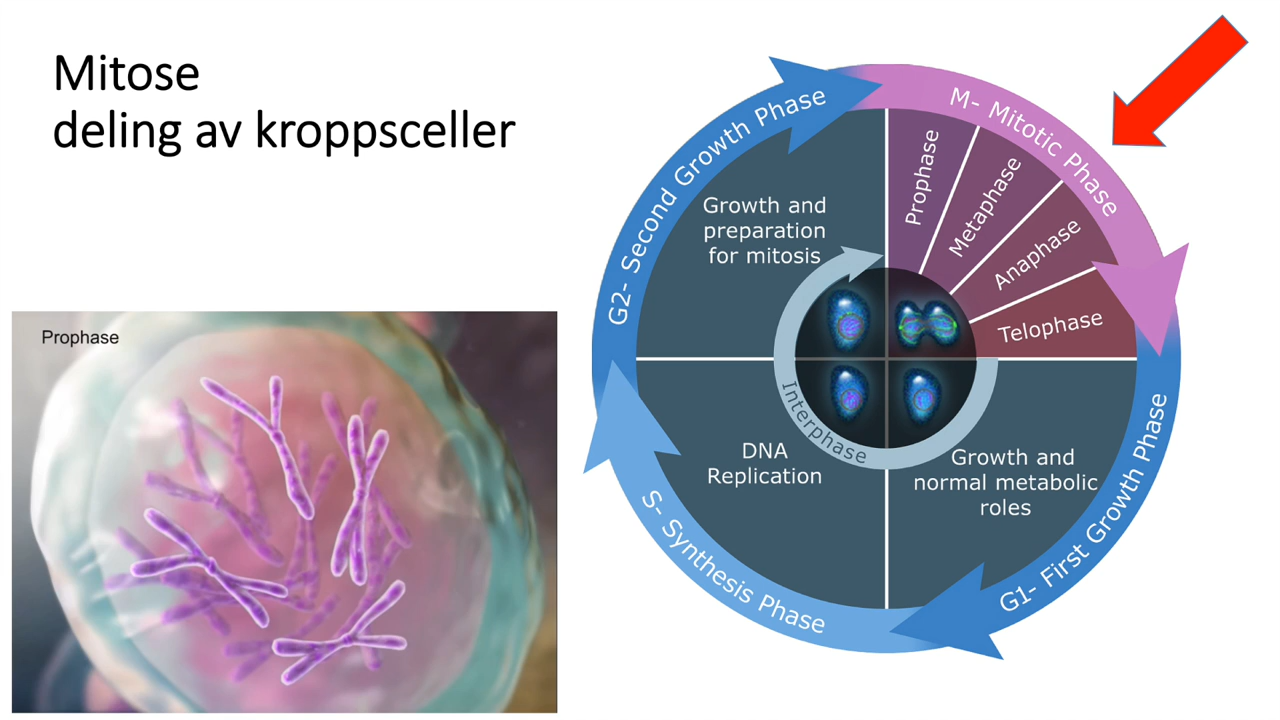 Mitose
deling av kroppsceller
Prophase
M- Mitotic Phase
Prophase
Metaphase
Anaphase
Telophase
G2- Second Growth Phase
Growth and
preparation
for mitosis
Interphase
DNA
Replication
S- Synthesis Phase
Growth and
normal metabolic
roles
G1- First Growth Phase